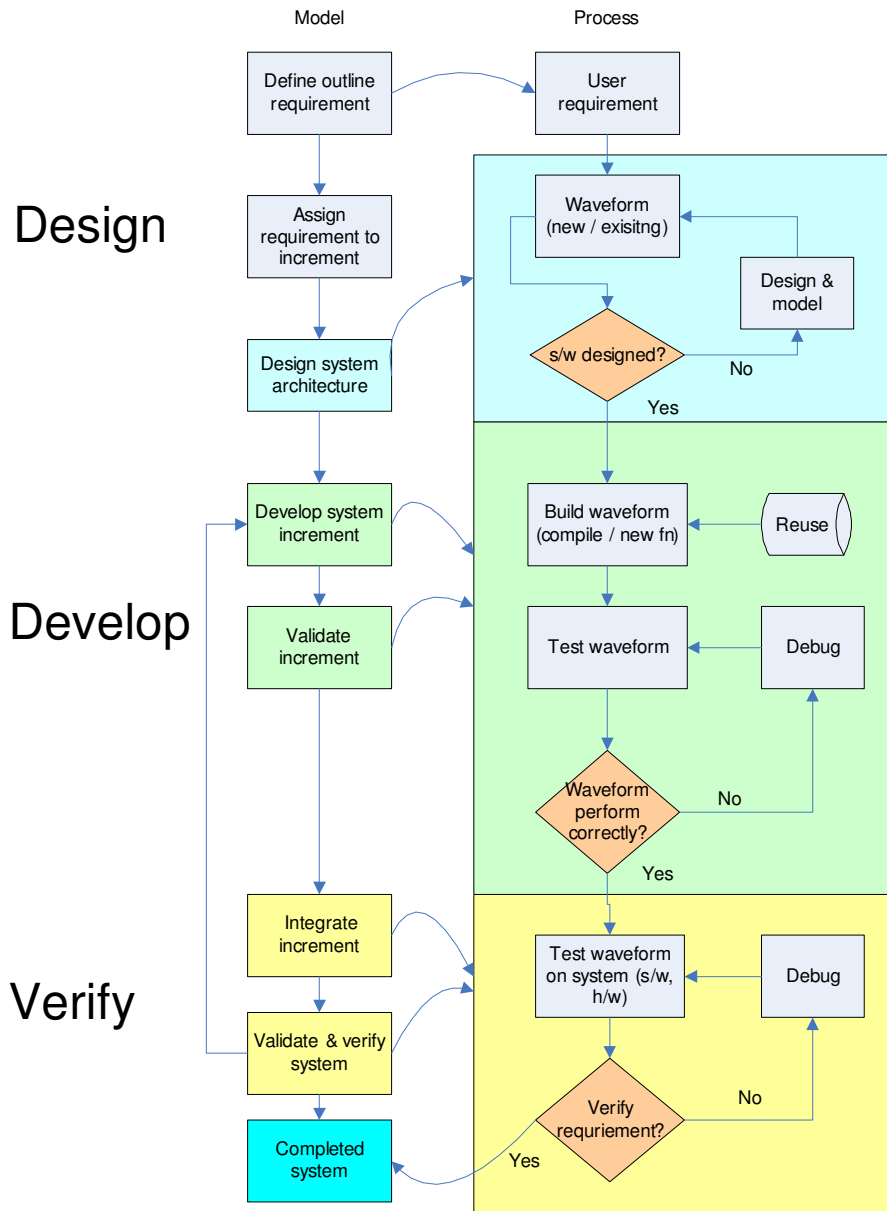 Model
Process
Define outline
requirement
User
requirement
Design
Assign
requirement to
increment
Waveform
(new / exisitng)
Design &
model
Design system
architecture
s/w designed?
No
Yes
Develop
Develop system
increment
Build waveform
(compile / new fn)
Reuse
Validate
increment
Test waveform
Debug
Waveform
perform
correctly?
No
Yes
Verify
Integrate
increment
Test waveform
on system (s/w,
h/w)
Debug
Validate & verify
system
Verify
requriement?
No
Yes
Completed
system